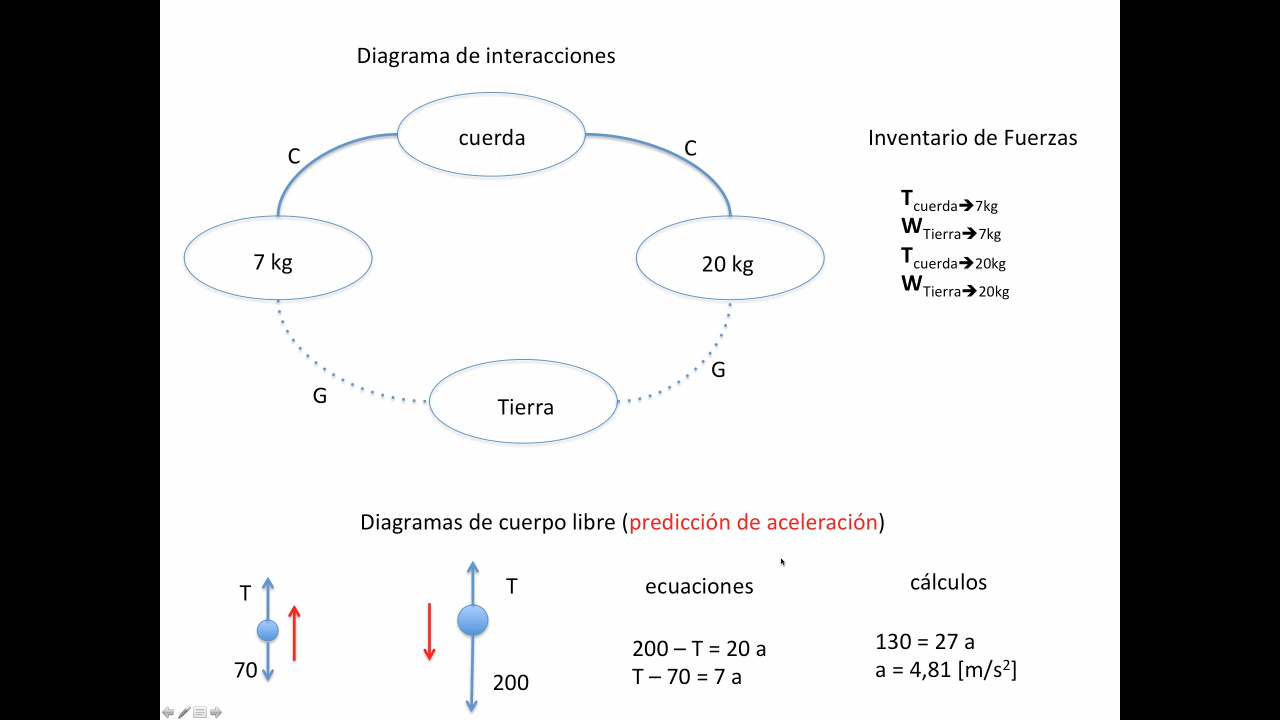 Diagrama de interacciones
cuerda
C
C
7 kg
20 kg
G
G
Tierra
Inventario de Fuerzas
Tcuerda➔7kg
WTierra➔7kg
Tcuerda➔20kg
WTierra➔20kg
Diagramas de cuerpo libre (predicción de aceleración)
T
70
T
200
ecuaciones
200 – T = 20 a
T – 70 = 7 a
cálculos
130 = 27 a
a = 4,81 [m/s²]